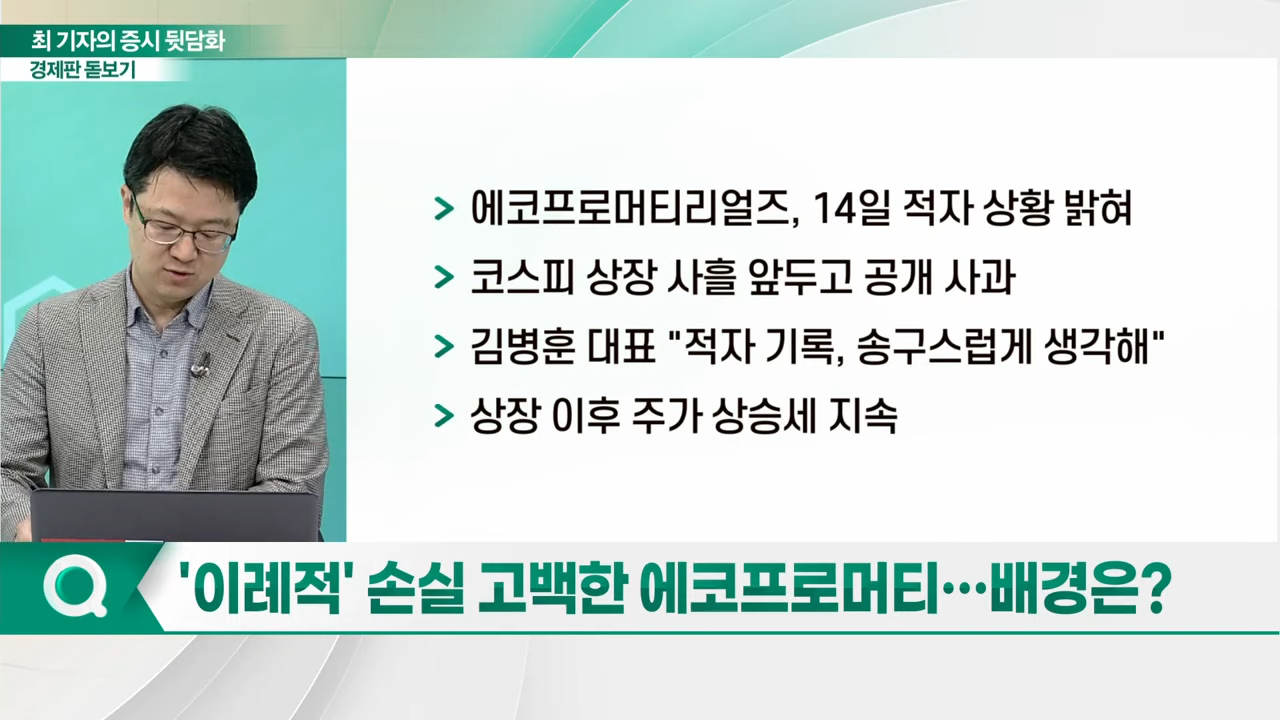 최 기자의 증시 뒷담화
경제판 돋보기
> 에코프로머티리얼즈, 14일 적자 상황 밝혀
> 코스피 상장 사흘 앞두고 공개 사과
> 김병훈 대표 "적자 기록, 송구스럽게 생각해"
> 상장 이후 주가 상승세 지속
'이례적' 손실 고백한 에코프로머티…배경은?